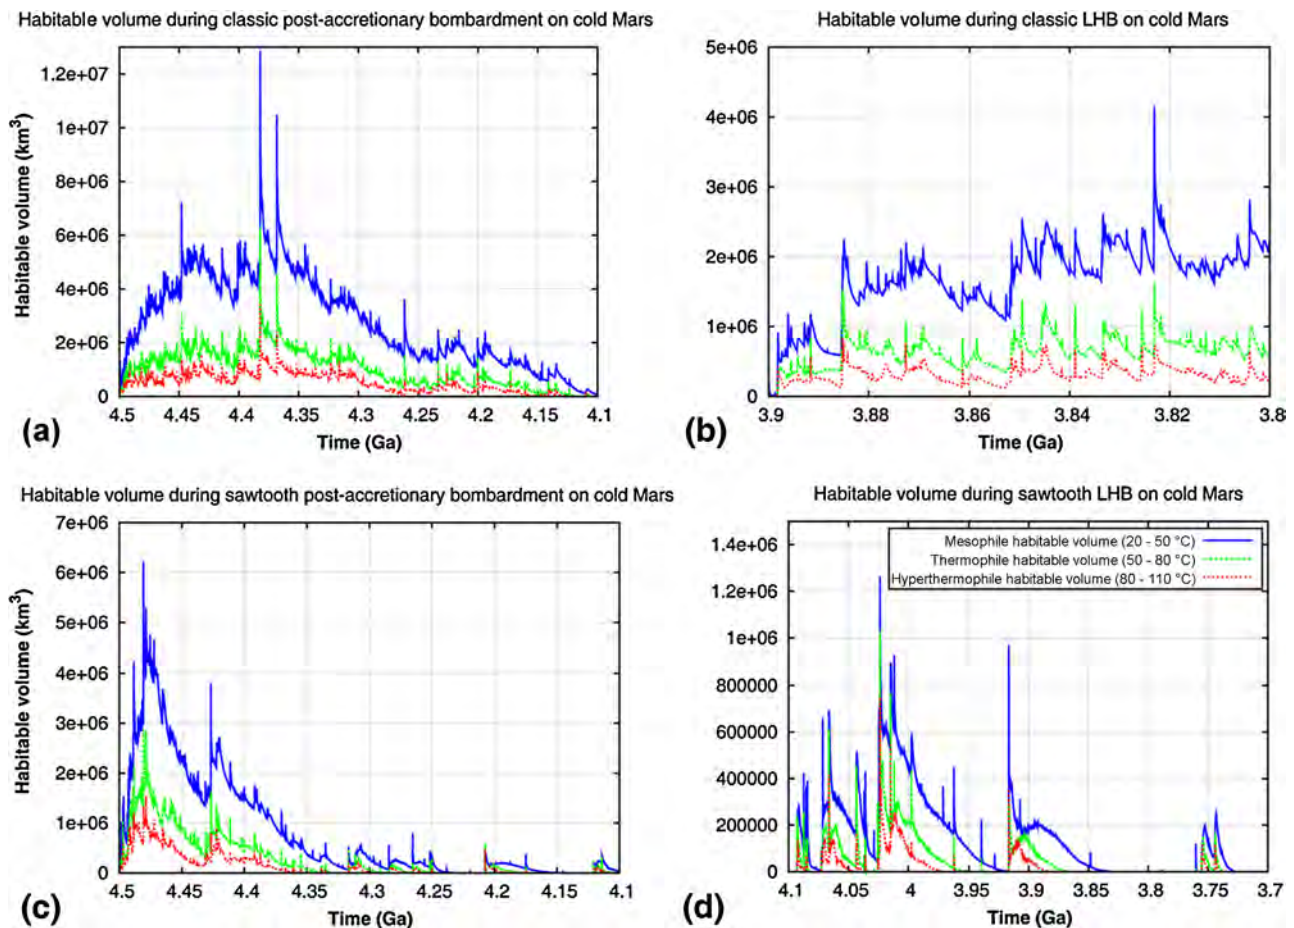 Habitable volume during classic post-accretionary bombardment on cold Mars
Habitable volume (km³)
1.2e+07
1e+07
8e+06
6e+06
4e+06
2e+06
0
4.5 4.45 4.4 4.35 4.3 4.25 4.2 4.15 4.1
Time (Ga)
(a)
Habitable volume during classic LHB on cold Mars
5e+06
4e+06
3e+06
2e+06
1e+06
0
3.9 3.88 3.86 3.84 3.82 3.8
Time (Ga)
(b)
Habitable volume during sawtooth post-accretionary bombardment on cold Mars
Habitable volume (km³)
7e+06
6e+06
5e+06
4e+06
3e+06
2e+06
1e+06
0
4.5 4.45 4.4 4.35 4.3 4.25 4.2 4.15 4.1
Time (Ga)
(c)
Habitable volume during sawtooth LHB on cold Mars
Mesophile habitable volume (20 - 50 °C)
Thermophile habitable volume (50 - 80 °C)
Hyperthermophile habitable volume (80 - 110 °C)
1.4e+06
1.2e+06
1e+06
800000
600000
400000
200000
0
4.1 4.05 4 3.95 3.9 3.85 3.8 3.75 3.7
Time (Ga)
(d)